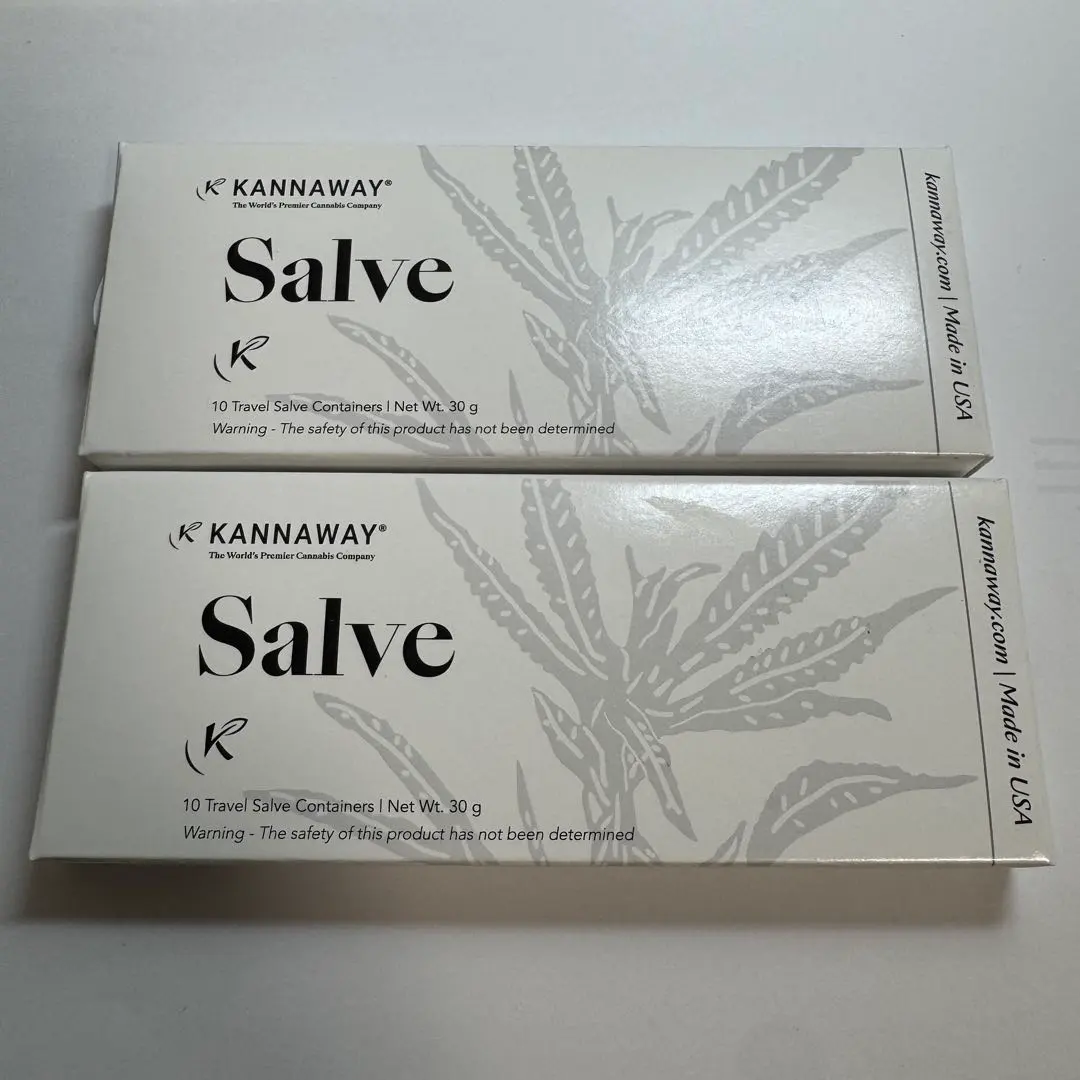 KANNAWAY®
The World's Premier Cannabis Company
Salve
K
10 Travel Salve Containers | Net Wt. 30 g
Warning - The safety of this product has not been determined
kannaway.com | Made in USA
KANNAWAY®
The World's Premier Cannabis Company
Salve
K
10 Travel Salve Containers | Net Wt. 30 g
Warning - The safety of this product has not been determined
kannaway.com | Made in USA